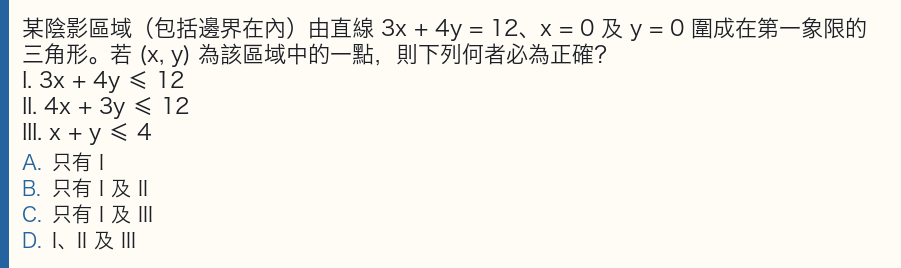 某陰影區域（包括邊界在內）由直線 3x + 4y = 12、x = 0 及 y = 0 圍成在第一象限的
三角形。若 (x, y) 為該區域中的一點，則下列何者必為正確？
I. 3x + 4y ⩽ 12
II. 4x + 3y ⩽ 12
III. x + y ⩽ 4
A. 只有 I
B. 只有 I 及 II
C. 只有 I 及 III
D. I、II 及 III